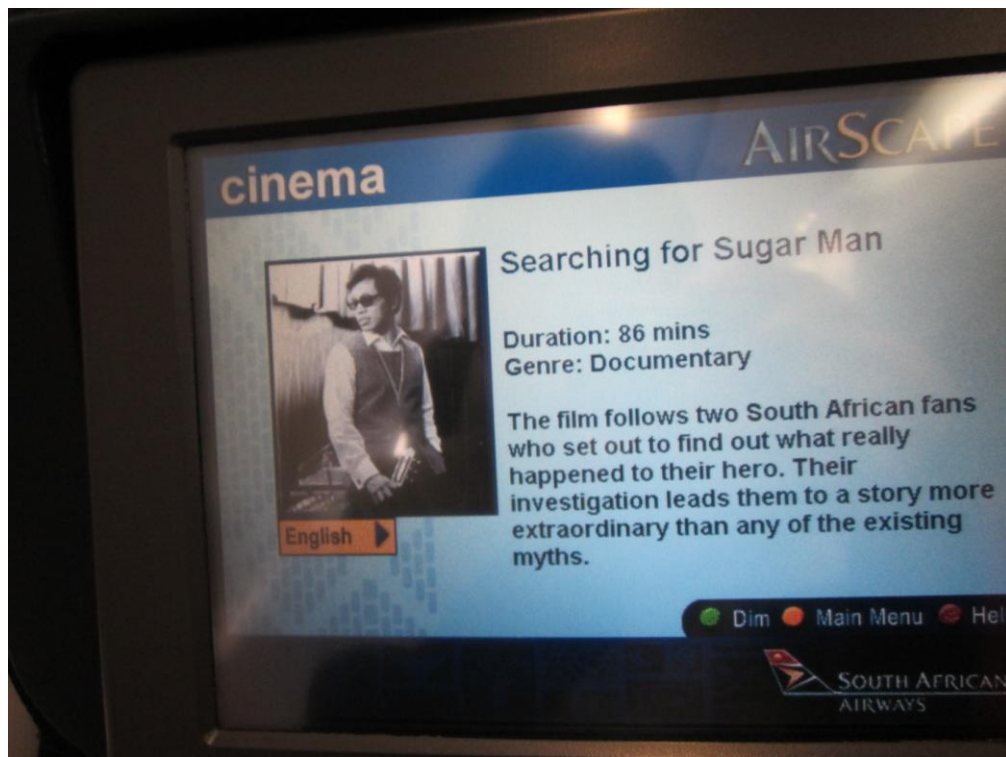 AIRSCAPE
cinema
Searching for Sugar Man
Duration: 86 mins
Genre: Documentary
The film follows two South African fans
who set out to find out what really
happened to their hero. Their
investigation leads them to a story more
extraordinary than any of the existing
myths.
English
Dim Main Menu Hel
SOUTH AFRICAN
AIRWAYS